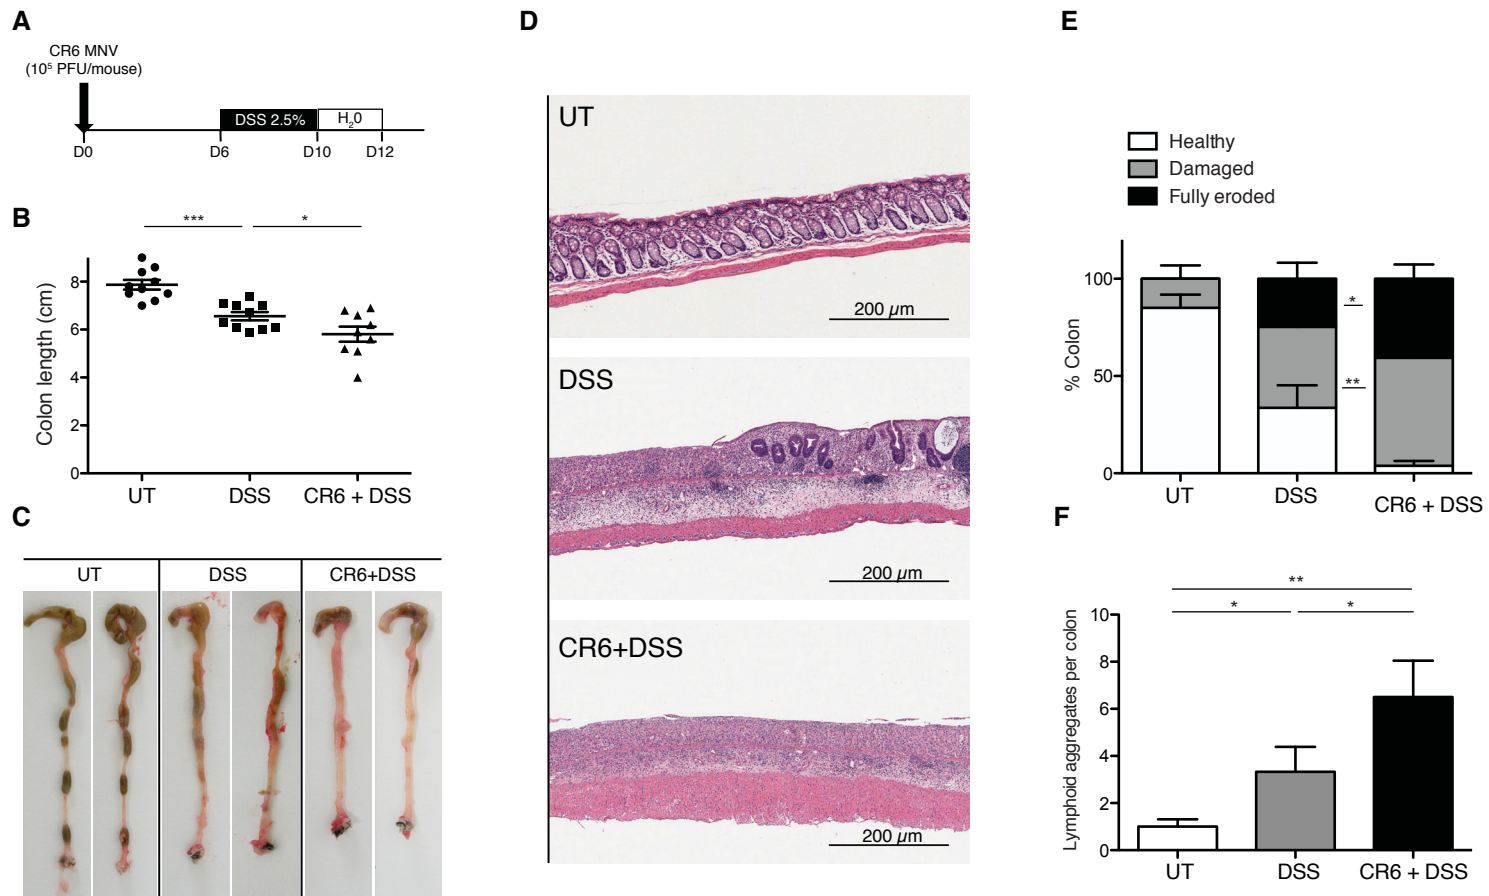 A
CR6 MNV
(10⁵ PFU/mouse)
DSS 2.5%
H₂0
D0
D6
D10
D12
B
***
*
Colon length (cm)
8
6
4
2
0
UT
DSS
CR6 + DSS
C
UT
DSS
CR6+DSS
D
UT
200 µm
DSS
200 µm
CR6+DSS
200 µm
E
Healthy
Damaged
Fully eroded
% Colon
100
50
0
*
**
UT
DSS
CR6 + DSS
F
**
*
*
Lymphoid aggregates per colon
10
8
6
4
2
0
UT
DSS
CR6 + DSS